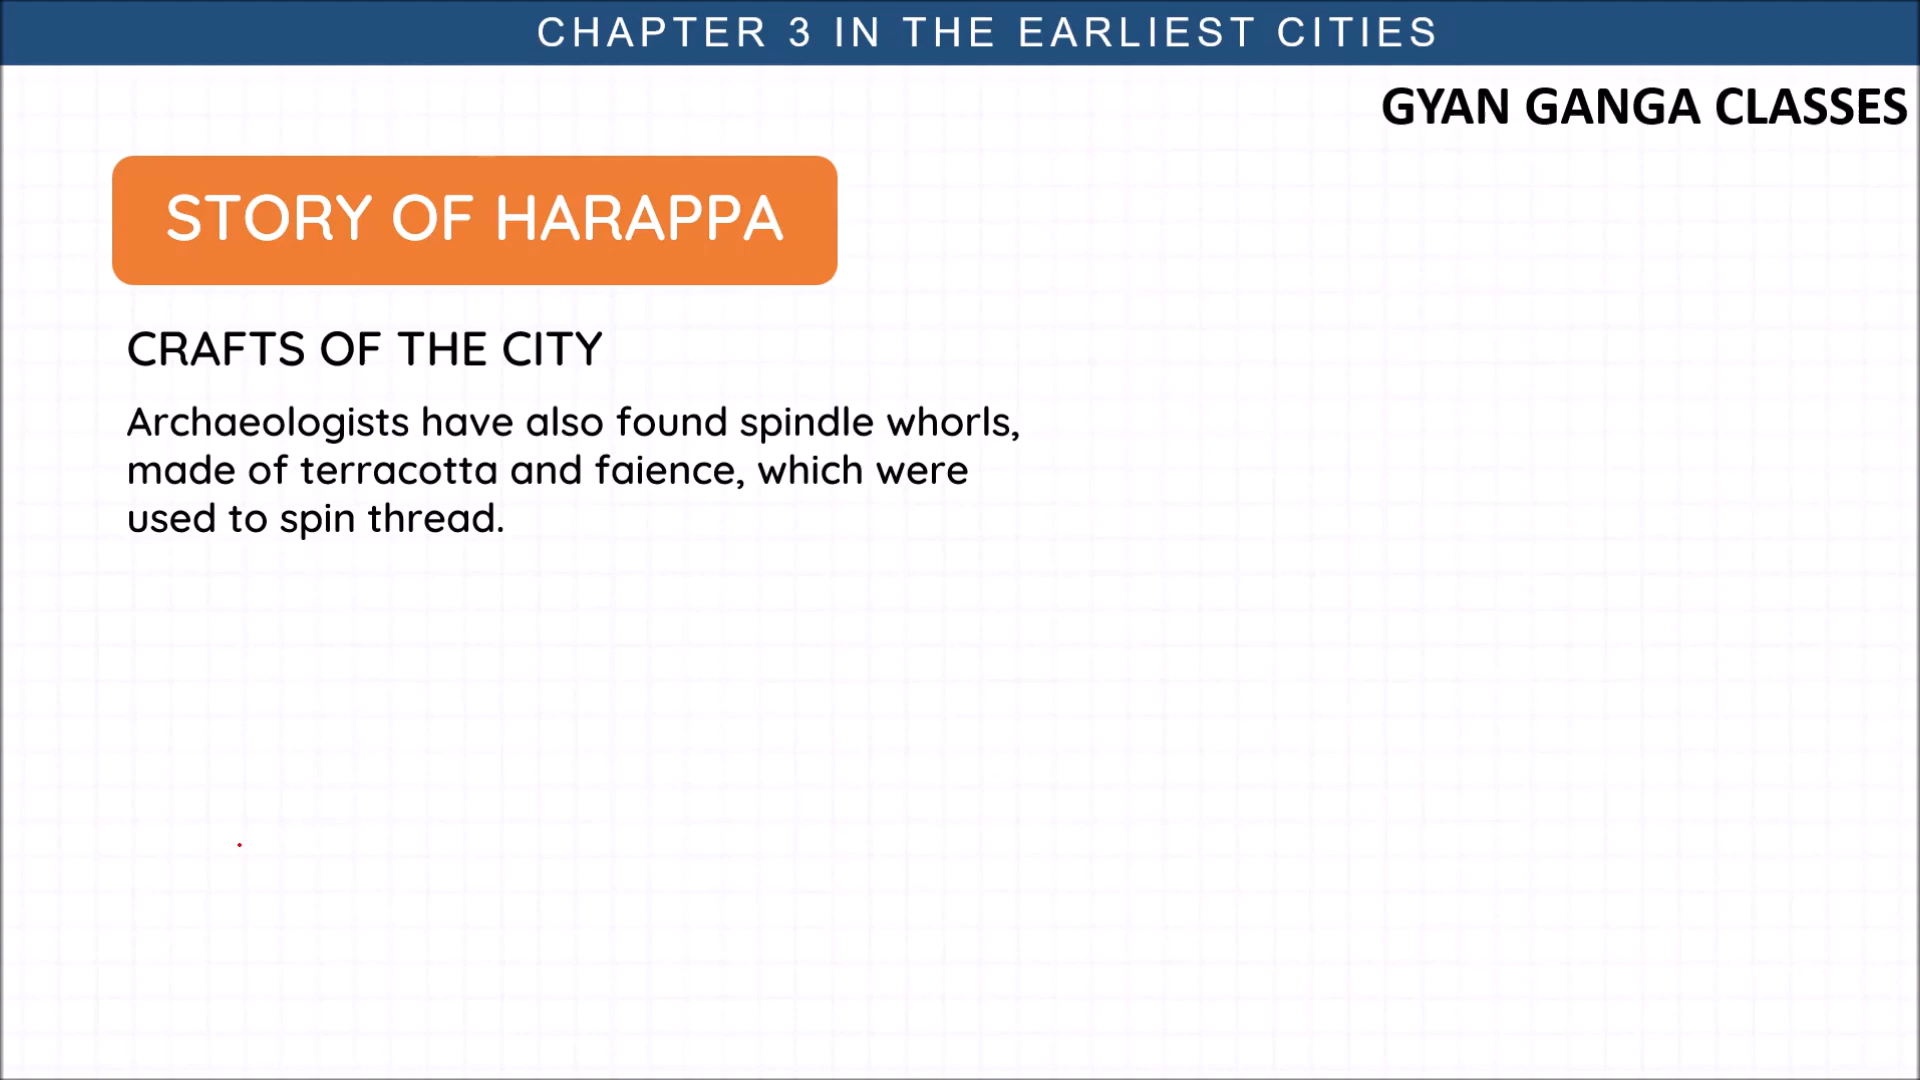 CHAPTER 3 IN THE EARLIEST CITIES
GYAN GANGA CLASSES
STORY OF HARAPPA
CRAFTS OF THE CITY
Archaeologists have also found spindle whorls,
made of terracotta and faience, which were
used to spin thread.